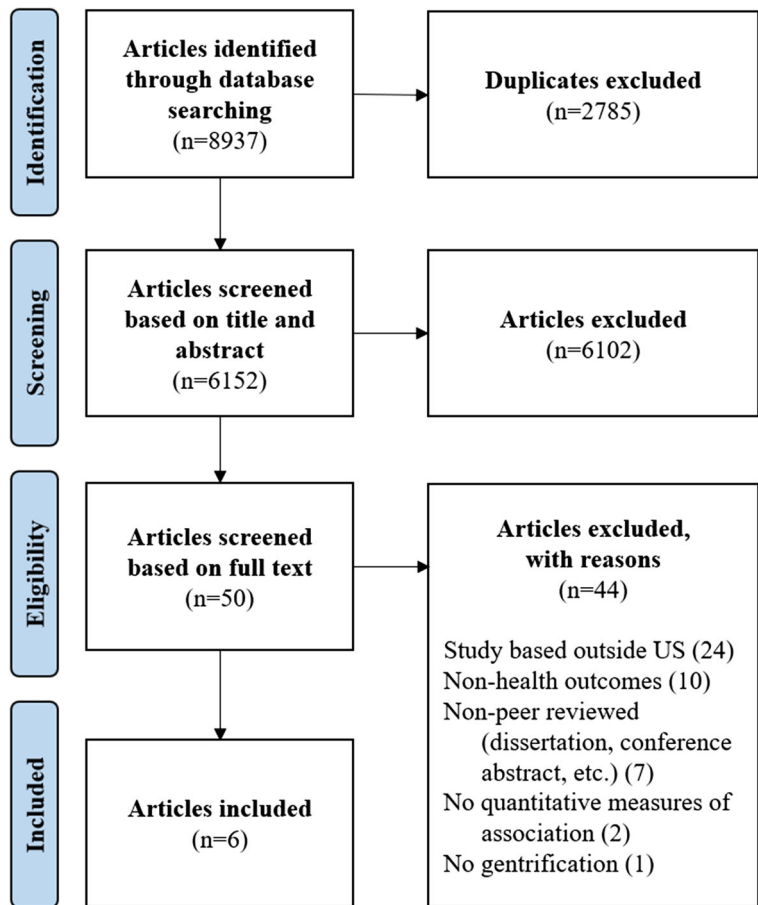 Identification
Articles identified
through database
searching
(n=8937)
Duplicates excluded
(n=2785)
Screening
Articles screened
based on title and
abstract
(n=6152)
Articles excluded
(n=6102)
Eligibility
Articles screened
based on full text
(n=50)
Articles excluded,
with reasons
(n=44)
Study based outside US (24)
Non-health outcomes (10)
Non-peer reviewed
(dissertation, conference
abstract, etc.) (7)
No quantitative measures of
association (2)
No gentrification (1)
Included
Articles included
(n=6)